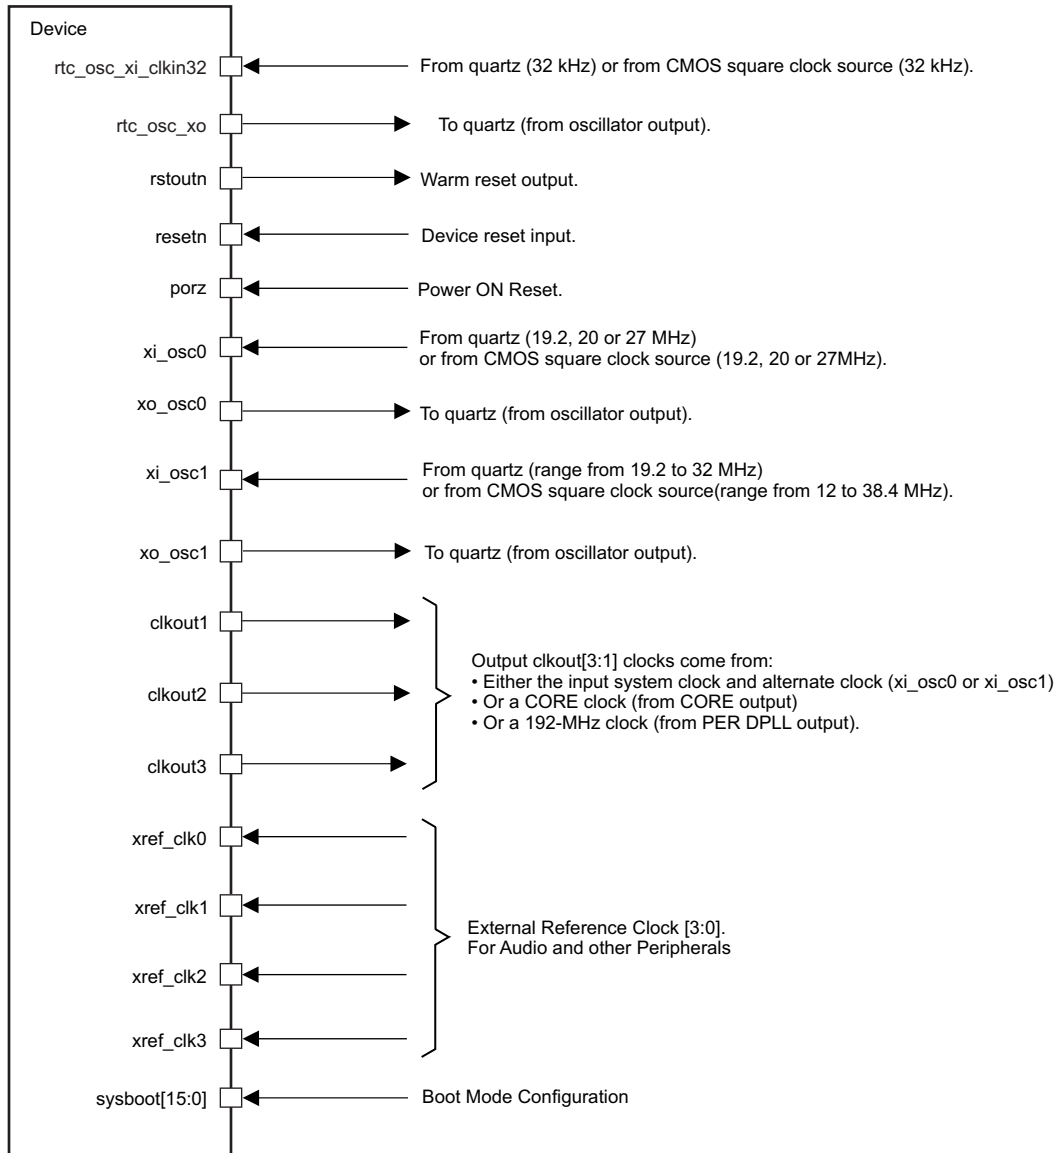 Device
rtc_osc_xi_clkin32
From quartz (32 kHz) or from CMOS square clock source (32 kHz).
rtc_osc_xo
To quartz (from oscillator output).
rstoutn
Warm reset output.
resetn
Device reset input.
porz
Power ON Reset.
xi_osc0
From quartz (19.2, 20 or 27 MHz)
or from CMOS square clock source (19.2, 20 or 27MHz).
xo_osc0
To quartz (from oscillator output).
xi_osc1
From quartz (range from 19.2 to 32 MHz)
or from CMOS square clock source(range from 12 to 38.4 MHz).
xo_osc1
To quartz (from oscillator output).
clkout1
clkout2
clkout3
Output clkout[3:1] clocks come from:
• Either the input system clock and alternate clock (xi_osc0 or xi_osc1)
• Or a CORE clock (from CORE output)
• Or a 192-MHz clock (from PER DPLL output).
xref_clk0
xref_clk1
xref_clk2
xref_clk3
External Reference Clock [3:0].
For Audio and other Peripherals
sysboot[15:0]
Boot Mode Configuration